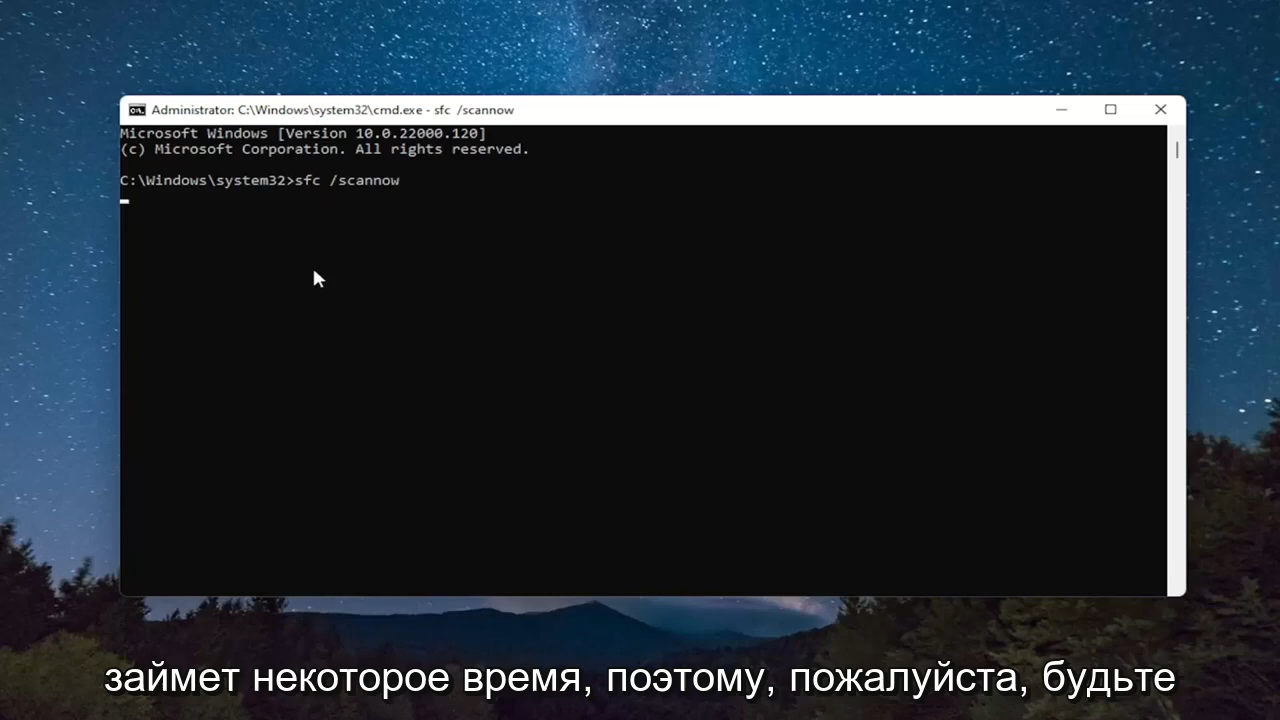 Administrator: C:\Windows\system32\cmd.exe - sfc /scannow
Microsoft Windows [Version 10.0.22000.120]
(c) Microsoft Corporation. All rights reserved.
C:\Windows\system32>sfc /scannow
займет некоторое время, поэтому, пожалуйста, будьте